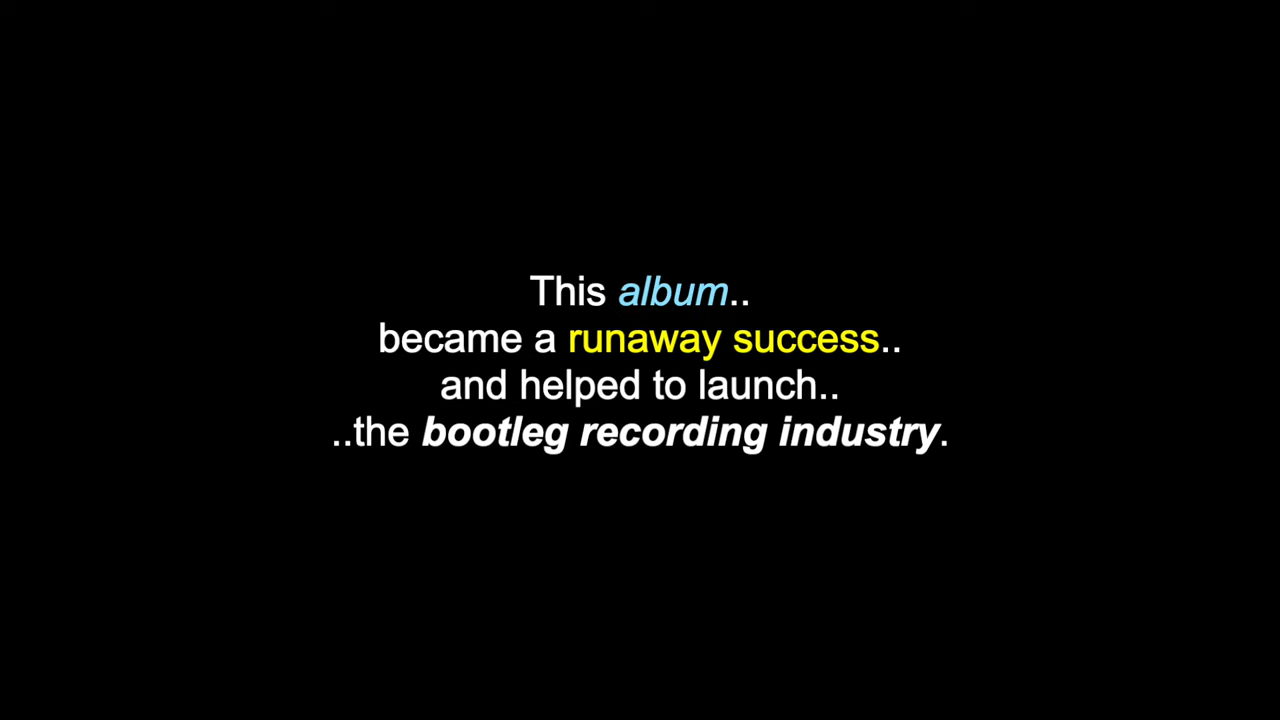 This album..
became a runaway success..
and helped to launch..
..the bootleg recording industry.